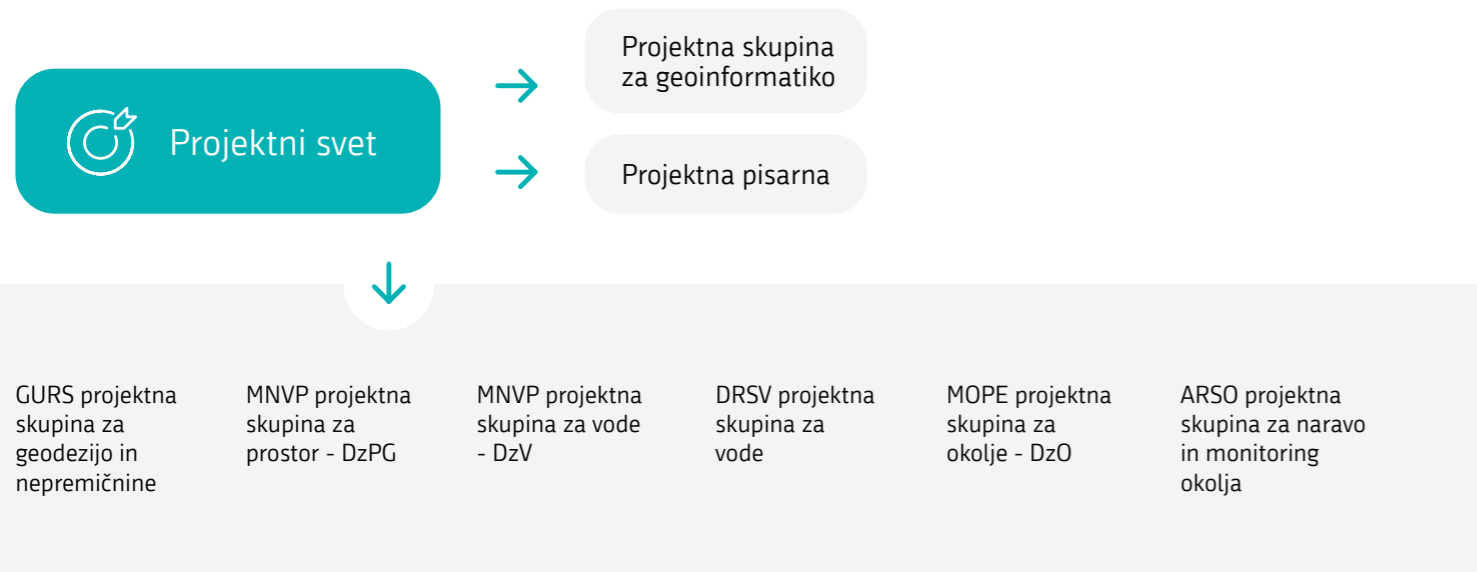 Projektni svet
Projektna skupina
za geoinformatiko
Projektna pisarna
GURS projektna
skupina za
geodezijo in
nepremičnine
MNVP projektna
skupina za
prostor - DzPG
MNVP projektna
skupina za vode
- DzV
DRSV projektna
skupina za
vode
MOPE projektna
skupina za
okolje - DzO
ARSO projektna
skupina za naravo
in monitoring
okolja